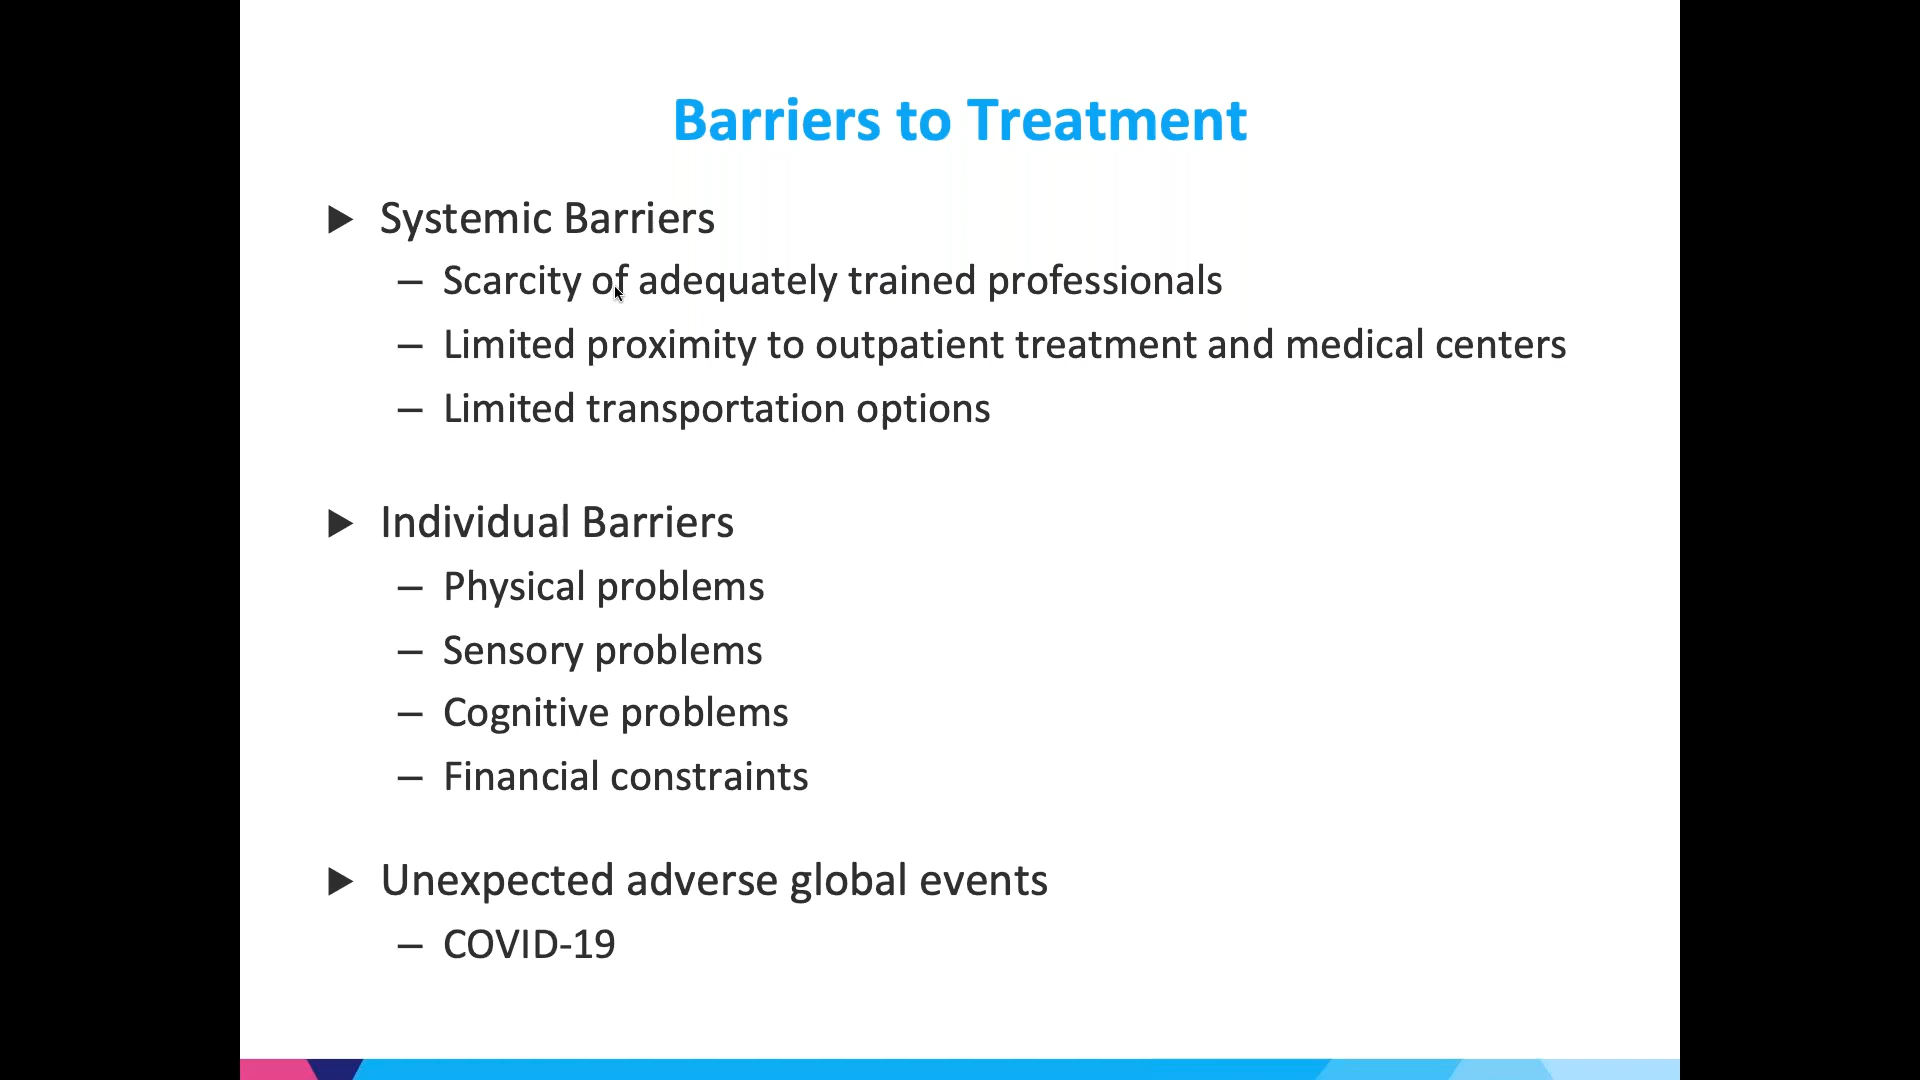 Barriers to Treatment
▶ Systemic Barriers
– Scarcity of adequately trained professionals
– Limited proximity to outpatient treatment and medical centers
– Limited transportation options
▶ Individual Barriers
– Physical problems
– Sensory problems
– Cognitive problems
– Financial constraints
▶ Unexpected adverse global events
– COVID-19